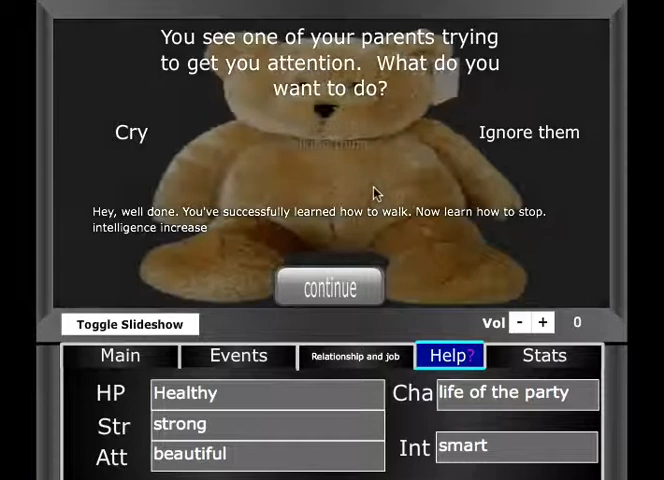 You see one of your parents trying
to get you attention. What do you
want to do?
Cry
Ignore them
Hey, well done. You've successfully learned how to walk. Now learn how to stop.
intelligence increase
continue
Toggle Slideshow
Vol - + 0
Main Events Relationship and job Help? Stats
HP Healthy Cha life of the party
Str strong
Att beautiful Int smart